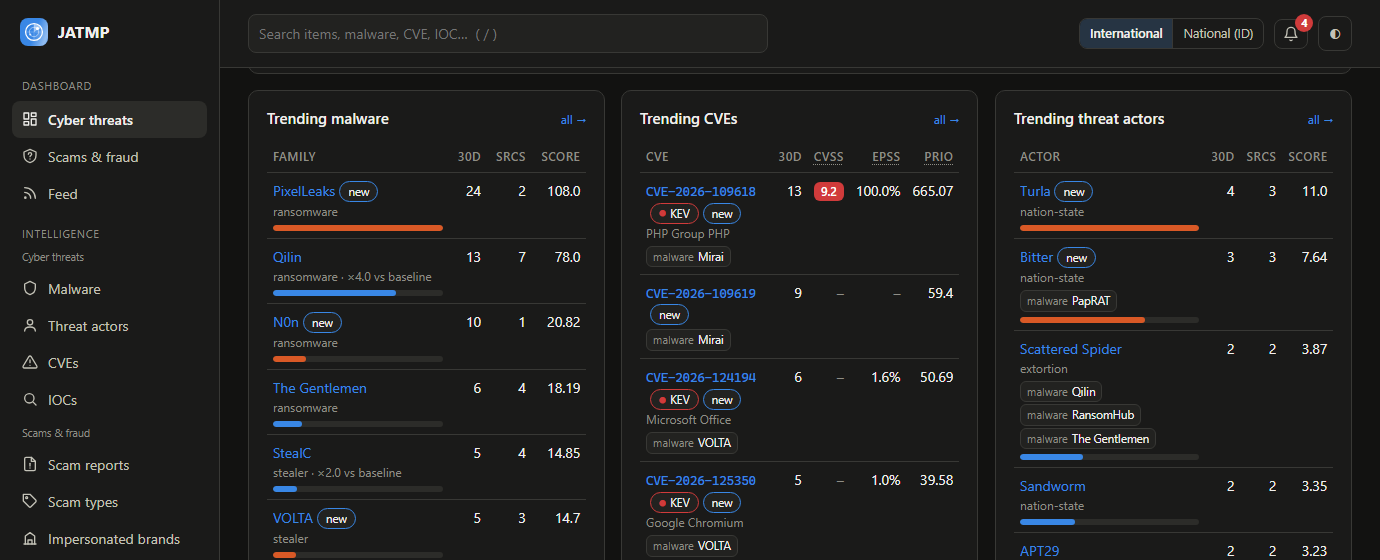 JATMP
Search items, malware, CVE, IOC... ( / )
International
National (ID)
4
DASHBOARD
Cyber threats
Scams & fraud
Feed
INTELLIGENCE
Cyber threats
Malware
Threat actors
CVEs
IOCs
Scams & fraud
Scam reports
Scam types
Impersonated brands
Trending malware all →
FAMILY 30D SRCS SCORE
PixelLeaks new 24 2 108.0
ransomware
Qilin 13 7 78.0
ransomware · ×4.0 vs baseline
N0n new 10 1 20.82
ransomware
The Gentlemen 6 4 18.19
ransomware
StealC 5 4 14.85
stealer · ×2.0 vs baseline
VOLTA new 5 3 14.7
stealer
Trending CVEs all →
CVE 30D CVSS EPSS PRIO
CVE-2026-109618 13 9.2 100.0% 665.07
KEV new
PHP Group PHP
malware Mirai
CVE-2026-109619 9 – – 59.4
new
malware Mirai
CVE-2026-124194 6 – 1.6% 50.69
KEV new
Microsoft Office
malware VOLTA
CVE-2026-125350 5 – 1.0% 39.58
KEV new
Google Chromium
malware VOLTA
Trending threat actors all →
ACTOR 30D SRCS SCORE
Turla new 4 3 11.0
nation-state
Bitter new 3 3 7.64
nation-state
malware PapRAT
Scattered Spider 2 2 3.87
extortion
malware Qilin
malware RansomHub
malware The Gentlemen
Sandworm 2 2 3.35
nation-state
APT29 2 2 3.23